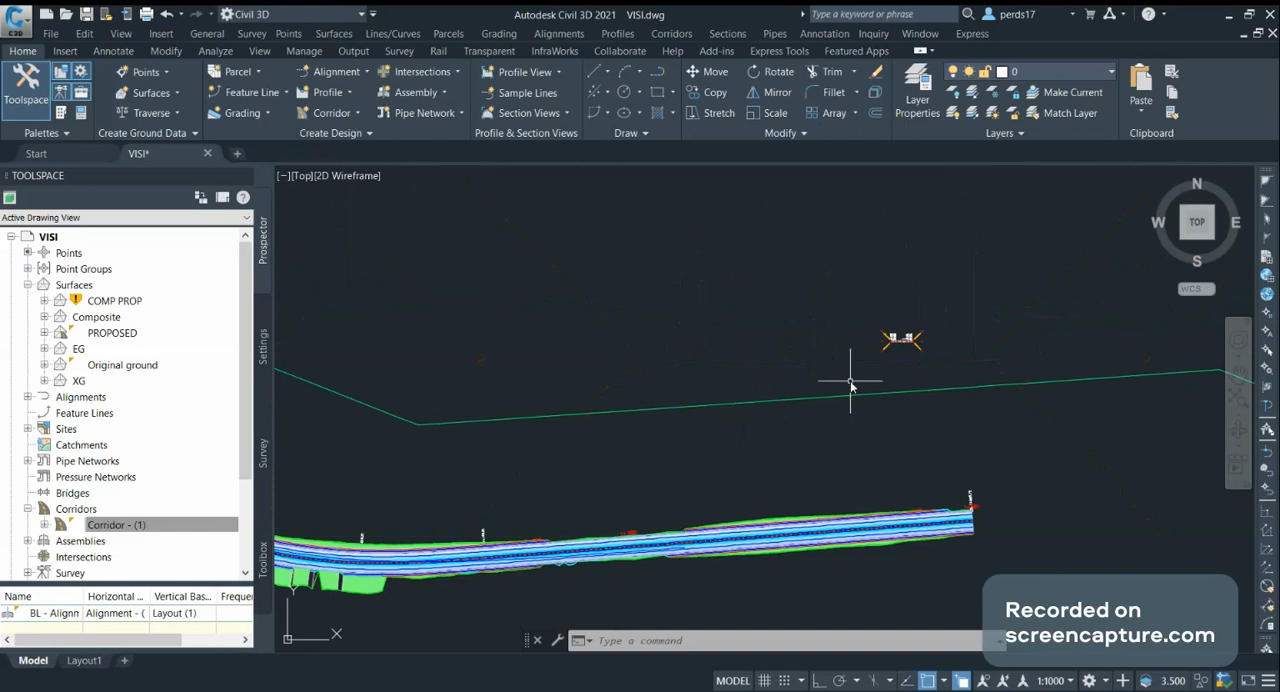 Civil 3D
Autodesk Civil 3D 2021 VISI.dwg
Type a keyword or phrase
perds17
C3D
File Edit View Insert General Survey Points Surfaces Lines/Curves Parcels Grading Alignments Profiles Corridors Sections Pipes Annotation Inquiry Window Express
Home Insert Annotate Modify Analyze View Manage Output Survey Rail Transparent InfraWorks Collaborate Help Add-ins Express Tools Featured Apps
Points Parcel Alignment Intersections Profile View Move Rotate Trim 0
Surfaces Feature Line Profile Assembly Sample Lines Copy Mirror Fillet Make Current
Toolspace Traverse Grading Corridor Pipe Network Section Views Stretch Scale Array Layer Properties Match Layer Paste
Palettes Create Ground Data Create Design Profile & Section Views Draw Modify Layers Clipboard
Start VISI*
TOOLSPACE
[−][Top][2D Wireframe]
Active Drawing View
VISI
Points
Point Groups
Surfaces
COMP PROP
Composite
PROPOSED
EG
Original ground
XG
Alignments
Feature Lines
Sites
Catchments
Pipe Networks
Pressure Networks
Bridges
Corridors
Corridor - (1)
Assemblies
Intersections
Survey
Prospector
Settings
Survey
Toolbox
N
W TOP E
S
WCS
Name Horizontal ... Vertical Bas... Frequen
BL - Alignn Alignment - ( Layout (1)
Y
X
Type a command
Recorded on
screencapture.com
Model Layout1
MODEL 1:1000 3.500